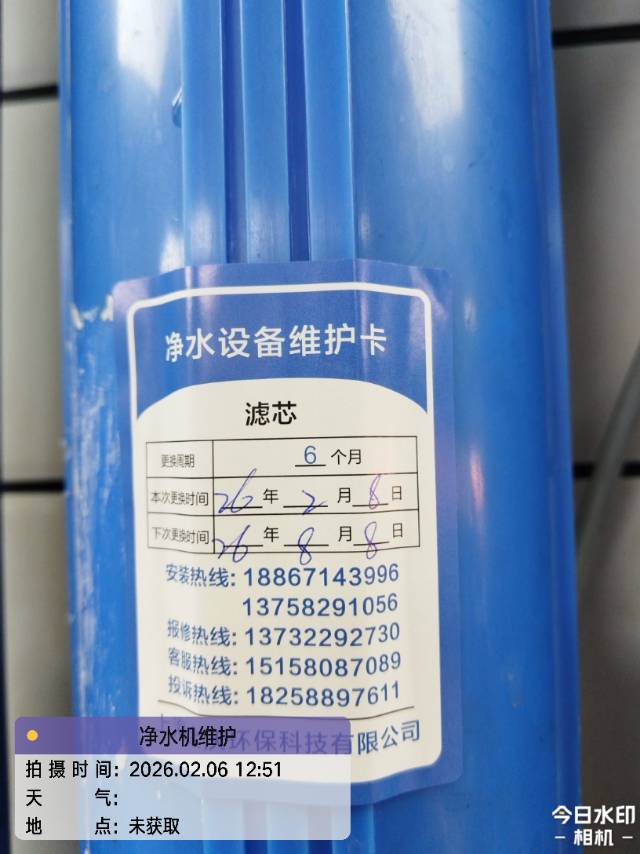 净水设备维护卡
滤芯
更换周期 6 个月
本次更换时间 26 年 2 月 8 日
下次更换时间 26 年 8 月 8 日
安装热线: 18867143996
13758291056
报修热线: 13732292730
客服热线: 15158087089
投诉热线: 18258897611
环保科技有限公司
净水机维护
拍摄时间: 2026.02.06 12:51
天气:
地点: 未获取
今日水印
- 相机 -